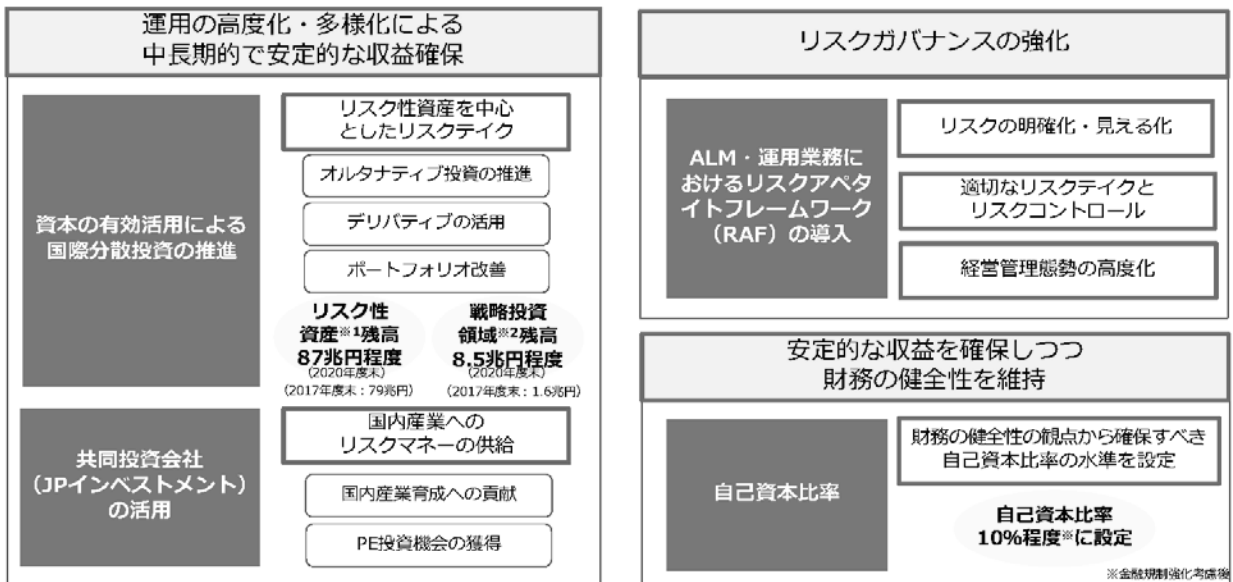 運用の高度化・多様化による
中長期的で安定的な収益確保
資本の有効活用による
国際分散投資の推進
リスク性資産を中心
としたリスクテイク
オルタナティブ投資の推進
デリバティブの活用
ポートフォリオ改善
リスク性
資産※1残高
87兆円程度
(2020年度末)
(2017年度末：79兆円)
戦略投資
領域※2残高
8.5兆円程度
(2020年度末)
(2017年度末：1.6兆円)
共同投資会社
（JPインベストメント）
の活用
国内産業への
リスクマネーの供給
国内産業育成への貢献
PE投資機会の獲得
リスクガバナンスの強化
ALM・運用業務に
おけるリスクアペタ
イトフレームワーク
（RAF）の導入
リスクの明確化・見える化
適切なリスクテイクと
リスクコントロール
経営管理態勢の高度化
安定的な収益を確保しつつ
財務の健全性を維持
自己資本比率
財務の健全性の観点から確保すべき
自己資本比率の水準を設定
自己資本比率
10%程度※に設定
※金融規制強化考慮後